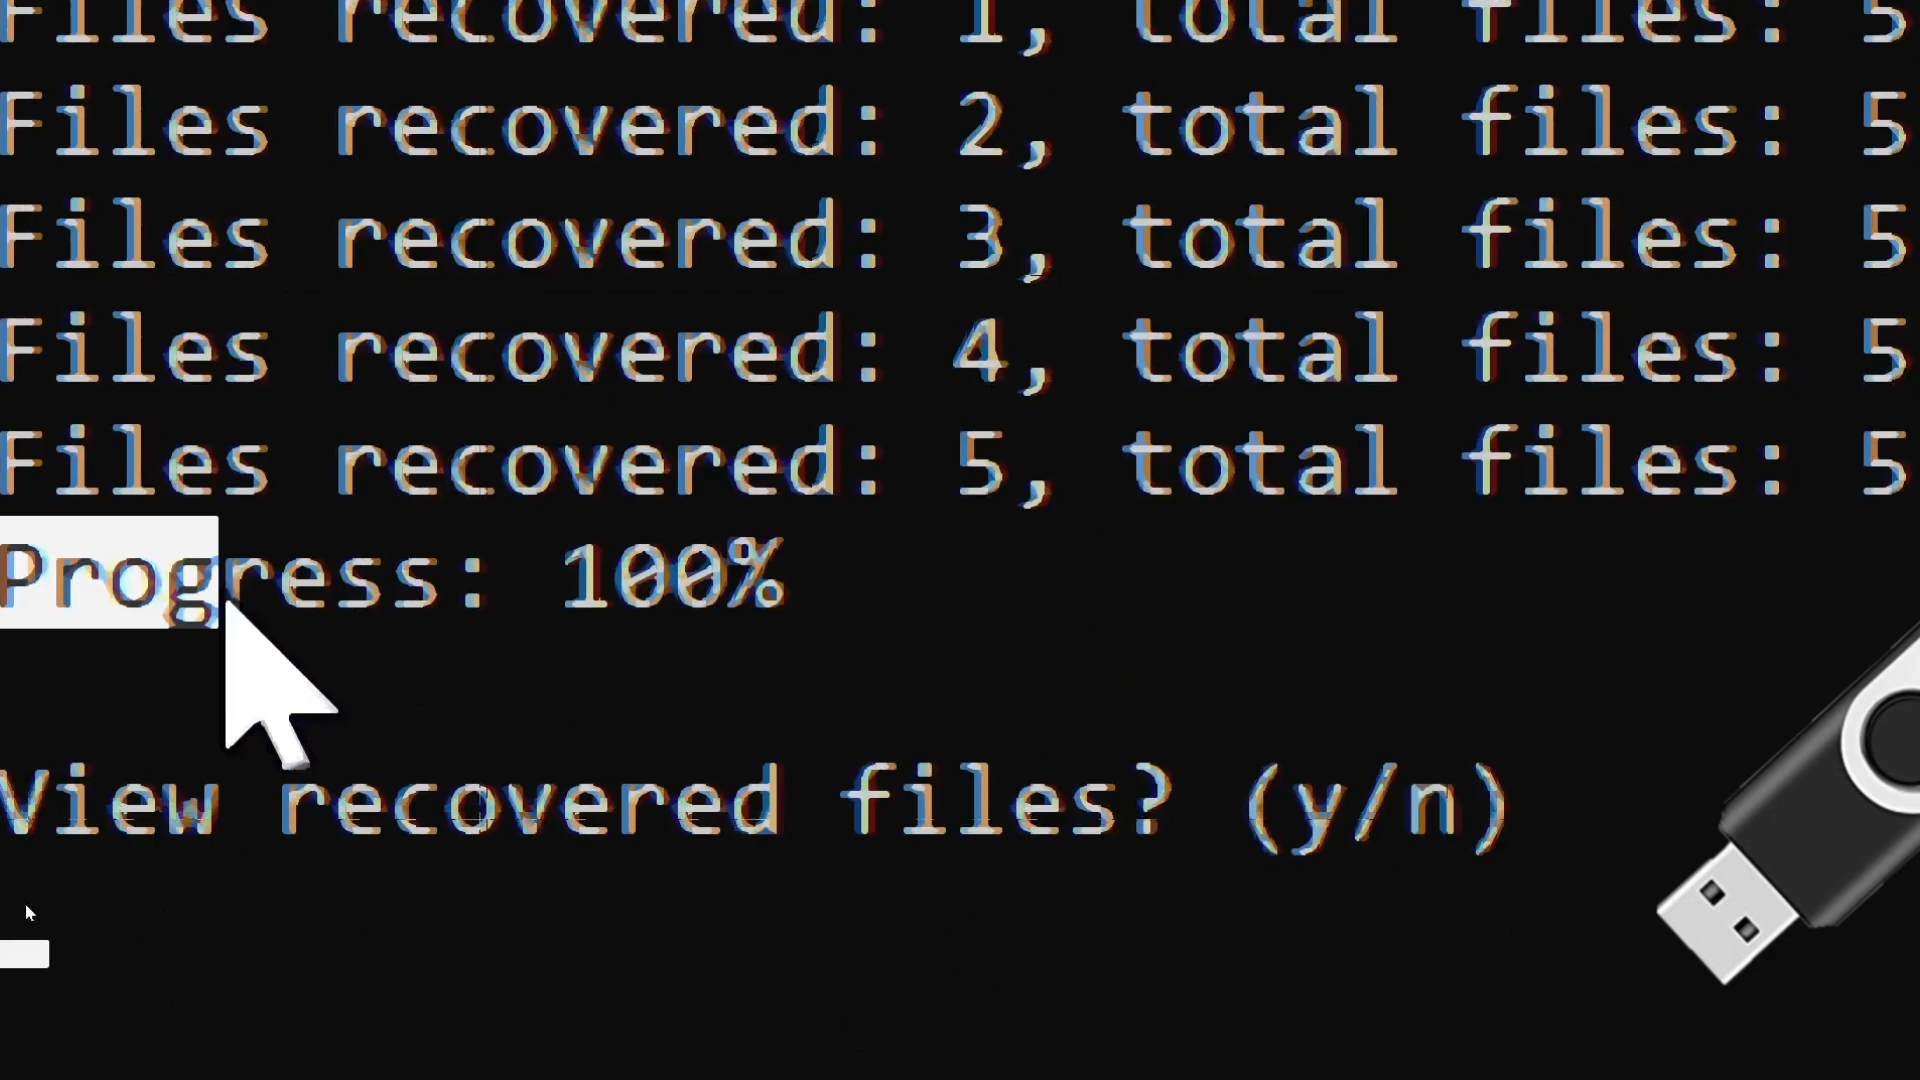 Files recovered: 1, total files: 5
Files recovered: 2, total files: 5
Files recovered: 3, total files: 5
Files recovered: 4, total files: 5
Files recovered: 5, total files: 5
Progress: 100%
View recovered files? (y/n)